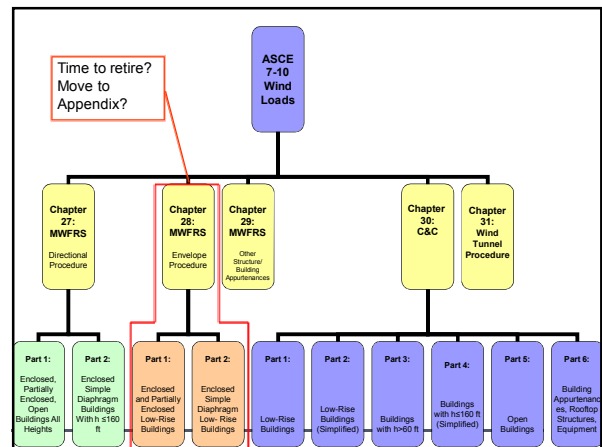 ASCE
7-10
Wind
Loads
Time to retire?
Move to
Appendix?
Chapter
27:
MWFRS
Directional
Procedure
Chapter
28:
MWFRS
Envelope
Procedure
Chapter
29:
MWFRS
Other
Structure/
Building
Appurtenances
Chapter
30:
C&C
Chapter
31:
Wind
Tunnel
Procedure
Part 1:
Enclosed,
Partially
Enclosed,
Open
Buildings All
Heights
Part 2:
Enclosed
Simple
Diaphragm
Buildings
With h ≤160
ft
Part 1:
Enclosed
and Partially
Enclosed
Low-Rise
Buildings
Part 2:
Enclosed
Simple
Diaphragm
Low- Rise
Buildings
Part 1:
Low-Rise
Buildings
Part 2:
Low-Rise
Buildings
(Simplified)
Part 3:
Buildings
with h>60 ft
Part 4:
Buildings
with h≤160 ft
(Simplified)
Part 5:
Open
Buildings
Part 6:
Building
Appurtenanc
es, Rooftop
Structures,
Equipment